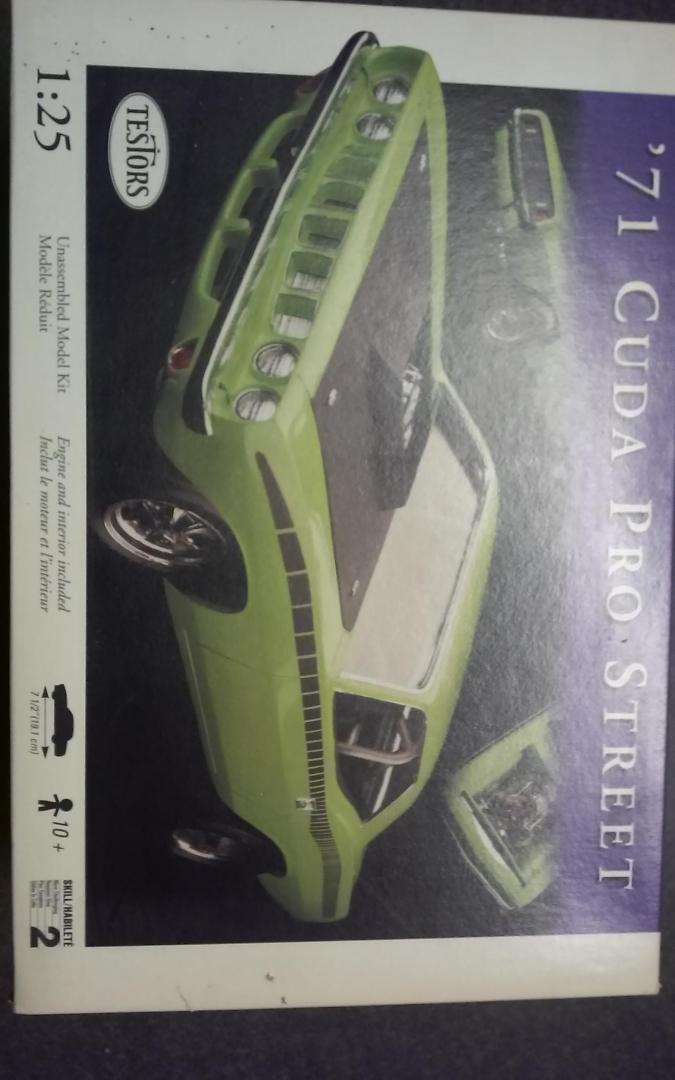 '71 CUDA PRO STREET
TESTORS
1:25
Unassembled Model Kit
Modèle Réduit
Engine and interior included
Inclut le moteur et l'intérieur
7 1/2" (19.1 cm)
10 +
SKILL/HABILETÉ
2